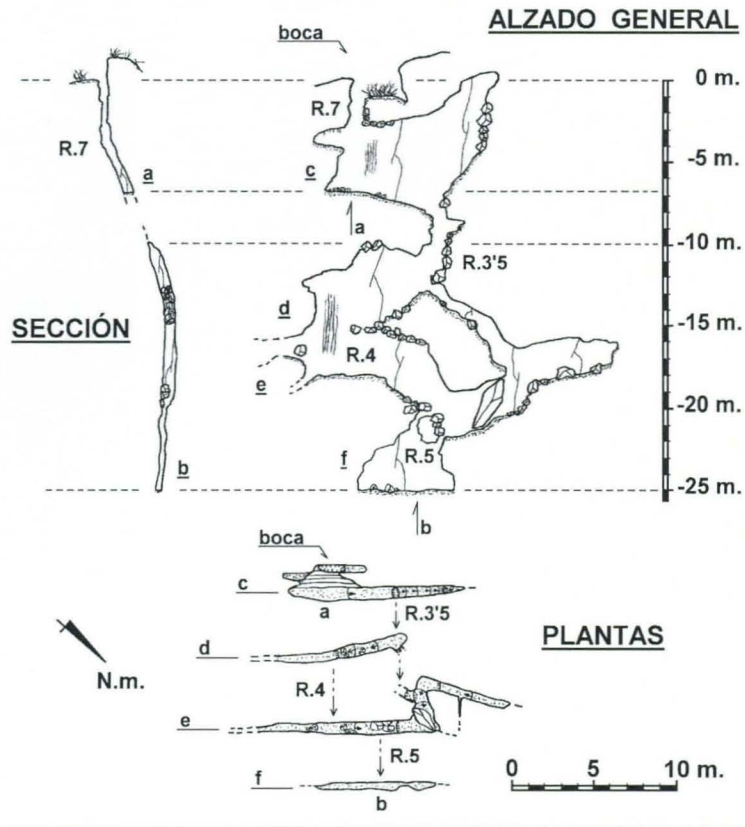 ALZADO GENERAL
boca
0 m.
R.7
R.7
-5 m.
a
c
a
-10 m.
R.3'5
d
SECCIÓN
-15 m.
R.4
e
-20 m.
f
R.5
b
-25 m.
b
boca
c
a
R.3'5
PLANTAS
d
N.m.
R.4
e
R.5
f
b
0 5 10 m.